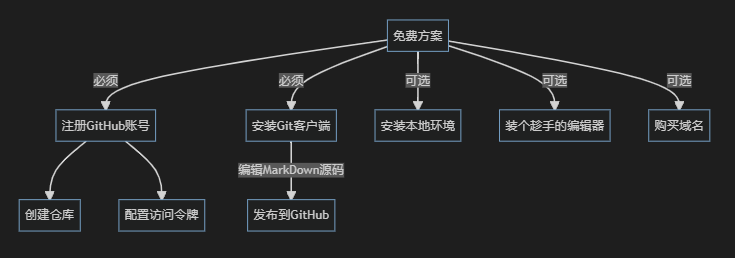 免费方案
必须
必须
可选
可选
可选
注册GitHub账号
安装Git客户端
安装本地环境
装个趁手的编辑器
购买域名
编辑MarkDown源码
创建仓库
配置访问令牌
发布到GitHub